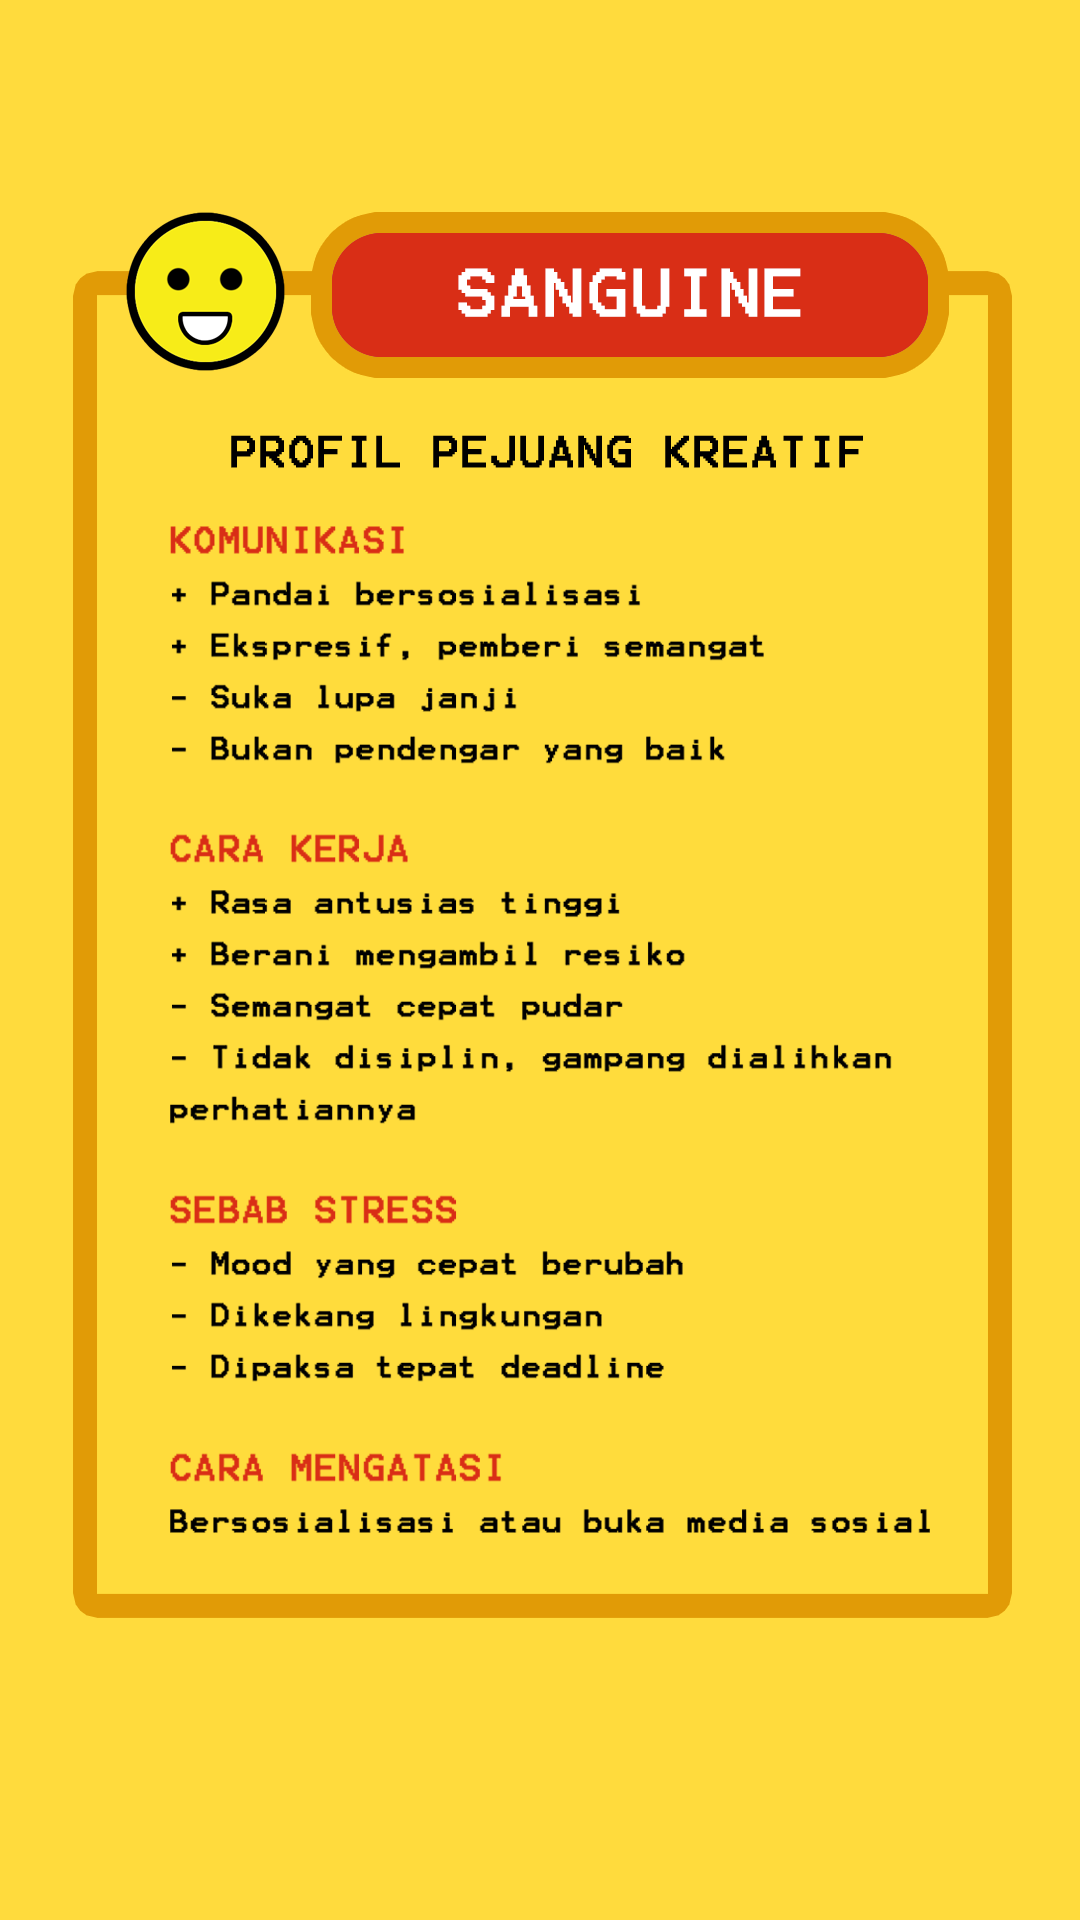 SANGUINE
PROFIL PEJUANG KREATIF
KOMUNIKASI
+ Pandai bersosialisasi
+ Ekspresif, pemberi semangat
- Suka lupa janji
- Bukan pendengar yang baik
CARA KERJA
+ Rasa antusias tinggi
+ Berani mengambil resiko
- Semangat cepat pudar
- Tidak disiplin, gampang dialihkan
perhatiannya
SEBAB STRESS
- Mood yang cepat berubah
- Dikekang lingkungan
- Dipaksa tepat deadline
CARA MENGATASI
Bersosialisasi atau buka media sosial